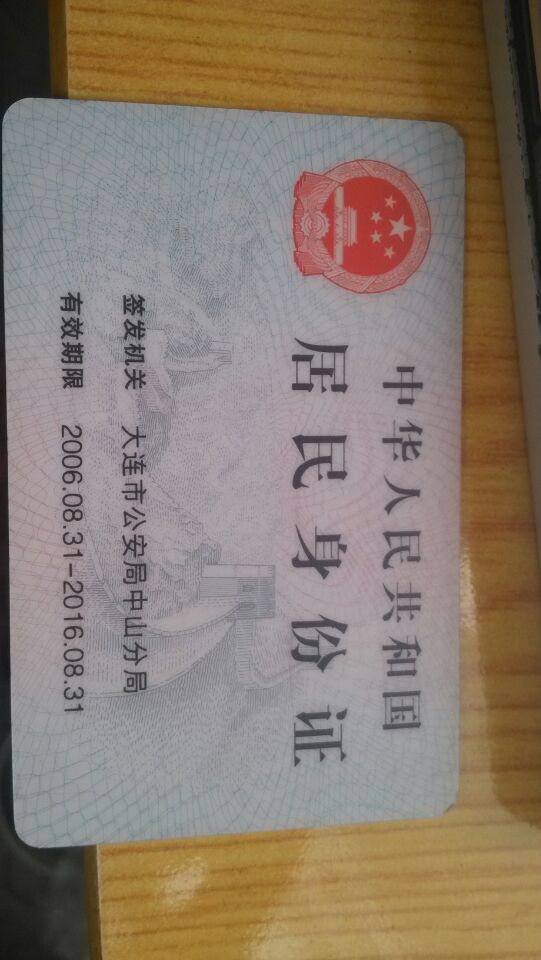 中华人民共和国
居民身份证
签发机关 大连市公安局中山分局
有效期限 2006.08.31-2016.08.31